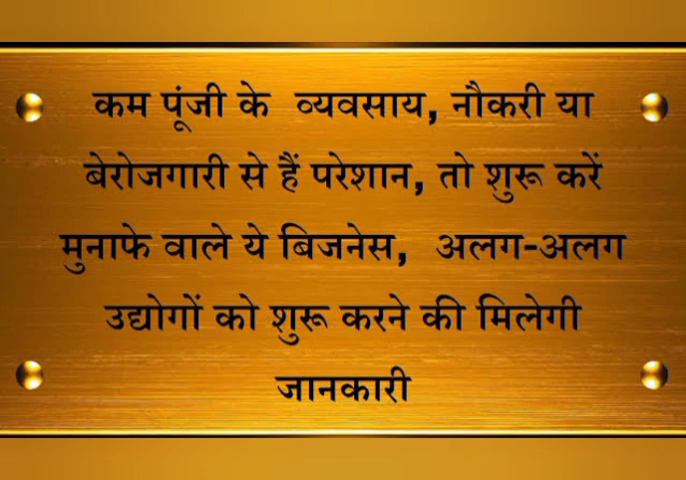 कम पूंजी के व्यवसाय, नौकरी या
बेरोजगारी से हैं परेशान, तो शुरू करें
मुनाफे वाले ये बिजनेस, अलग-अलग
उद्योगों को शुरू करने की मिलेगी
जानकारी